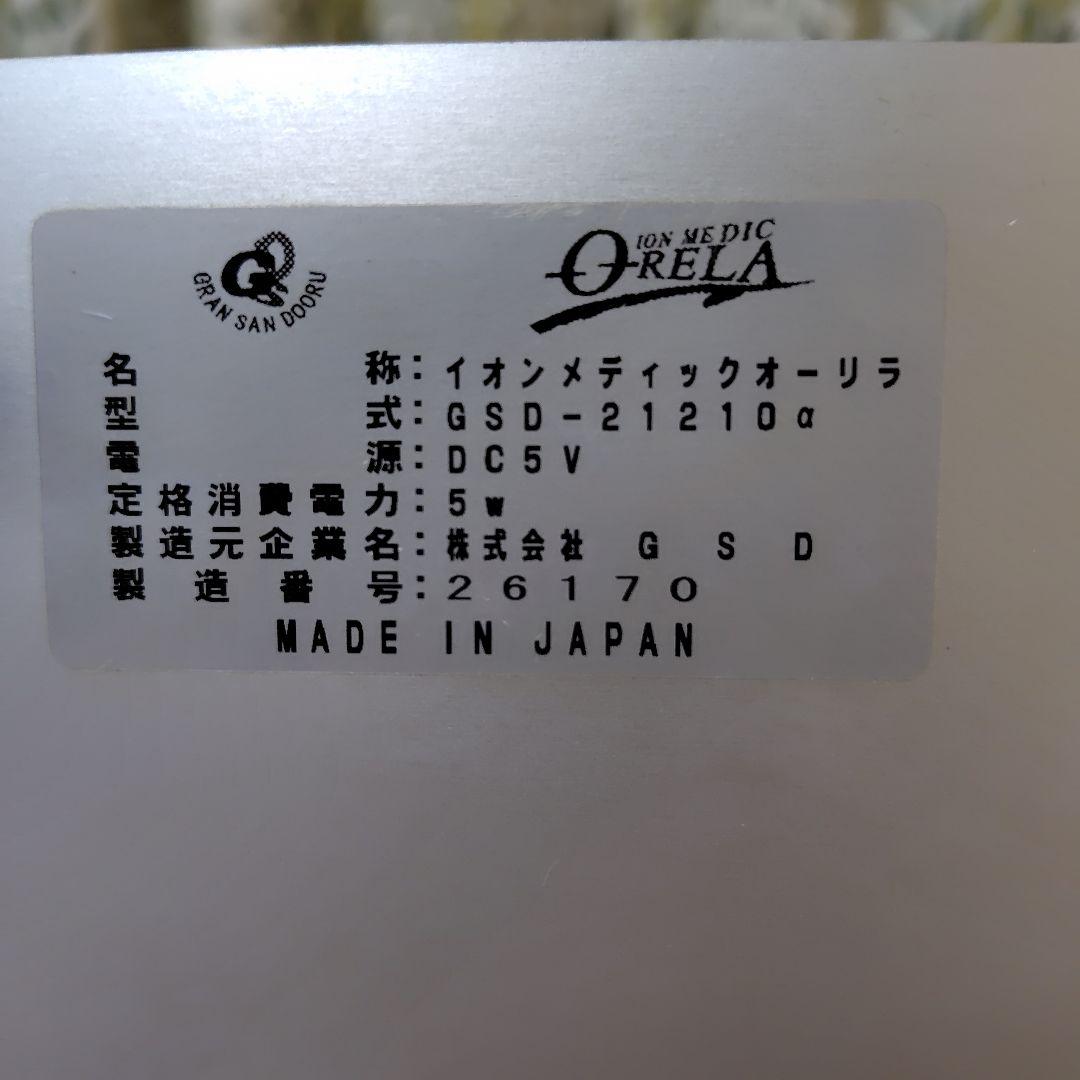 GRAN SAN DOORU
ION MEDIC
ORELA
名称：イオンメディックオーリラ
型式：GSD-21210α
電源：DC5V
定格消費電力：5w
製造元企業名：株式会社 GSD
製造番号：26170
MADE IN JAPAN